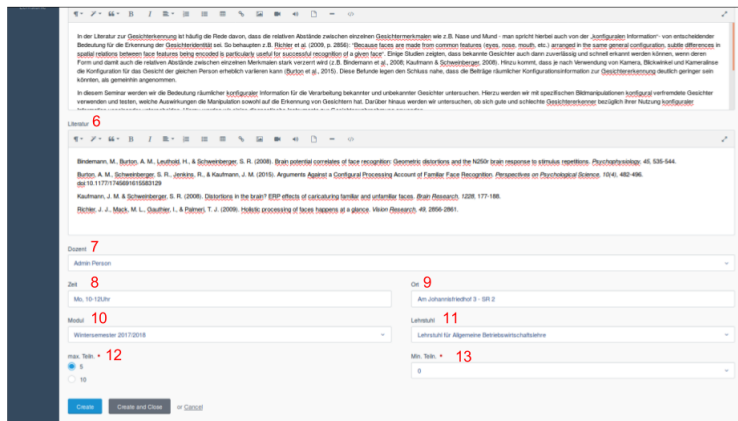 In der Literatur zur Gesichtserkennung ist häufig die Rede davon, dass die relativen Abstände zwischen einzelnen Gesichtermerkmalen wie z.B. Nase und Mund - man spricht hierbei auch von der „konfiguralen Information“- von entscheidender
Bedeutung für die Erkennung der Gesichteridentität sei. So behaupten z.B. Richler et al. (2009, p. 2856): "Because faces are made from common features (eyes, nose, mouth, etc.) arranged in the same general configuration, subtle differences in
spatial relations between face features being encoded is particularly useful for successful recognition of a given face". Einige Studien zeigten, dass bekannte Gesichter auch dann zuverlässig und schnell erkannt werden können, wenn deren
Form und damit auch die relativen Abstände zwischen einzelnen Merkmalen stark verzerrt wird (z.B. Bindemann et al., 2008; Kaufmann & Schweinberger, 2008). Hinzu kommt, dass je nach Verwendung von Kamera, Blickwinkel und Kameralinse
die Konfiguration für das Gesicht der gleichen Person erheblich variieren kann (Burton et al., 2015). Diese Befunde legen den Schluss nahe, dass die Beiträge räumlicher Konfigurationsinformation zur Gesichtererkennung deutlich geringer sein
könnten, als gemeinhin angenommen.
In diesem Seminar werden wir die Bedeutung räumlicher konfiguraler Information für die Verarbeitung bekannter und unbekannter Gesichter untersuchen. Hierzu werden wir mit spezifischen Bildmanipulationen konfigural verfremdete Gesichter
verwenden und testen, welche Auswirkungen die Manipulation sowohl auf die Erkennung von Gesichtern hat. Darüber hinaus werden wir untersuchen, ob sich gute und schlechte Gesichtererkenner bezüglich ihrer Nutzung konfiguraler
Literatur 6
Bindemann, M., Burton, A. M., Leuthold, H., & Schweinberger, S. R. (2008). Brain potential correlates of face recognition: Geometric distortions and the N250r brain response to stimulus repetitions. Psychophysiology, 45, 535-544.
Burton, A. M., Schweinberger, S. R., Jenkins, R., & Kaufmann, J. M. (2015). Arguments Against a Configural Processing Account of Familiar Face Recognition. Perspectives on Psychological Science, 10(4), 482-496.
doi:10.1177/1745691615583129
Kaufmann, J. M. & Schweinberger, S. R. (2008). Distortions in the brain? ERP effects of caricaturing familiar and unfamiliar faces. Brain Research, 1228, 177-188.
Richler, J. J., Mack, M. L., Gauthier, I., & Palmeri, T. J. (2009). Holistic processing of faces happens at a glance. Vision Research, 49, 2856-2861.
Dozent 7
Admin Person
Zeit 8
Ort 9
Mo, 10-12Uhr
Am Johannisfriedhof 3 - SR 2
Modul 10
Lehrstuhl 11
Wintersemester 2017/2018
Lehrstuhl für Allgemeine Betriebswirtschaftslehre
max. Teiln. * 12
Min. Teiln. * 13
5
0
10
Create
Create and Close
or Cancel